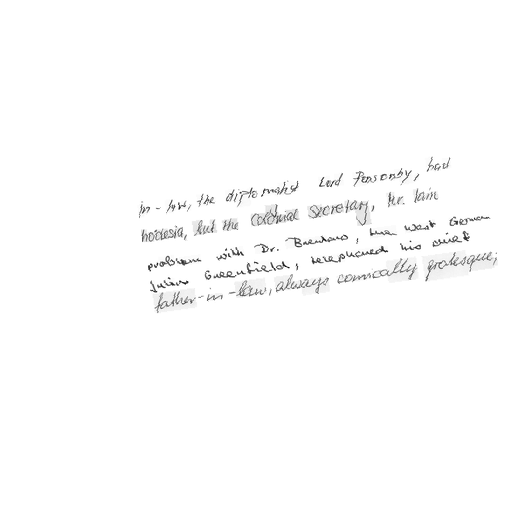 in-law, the diplomatist Lord Ponsonby, had
hodesia, but the Colonial Secretary, Mr. Iain
problem with Dr. Brentano, the West German
Julian Greenfield, telephoned his chief
father-in-law, always comically grotesque;